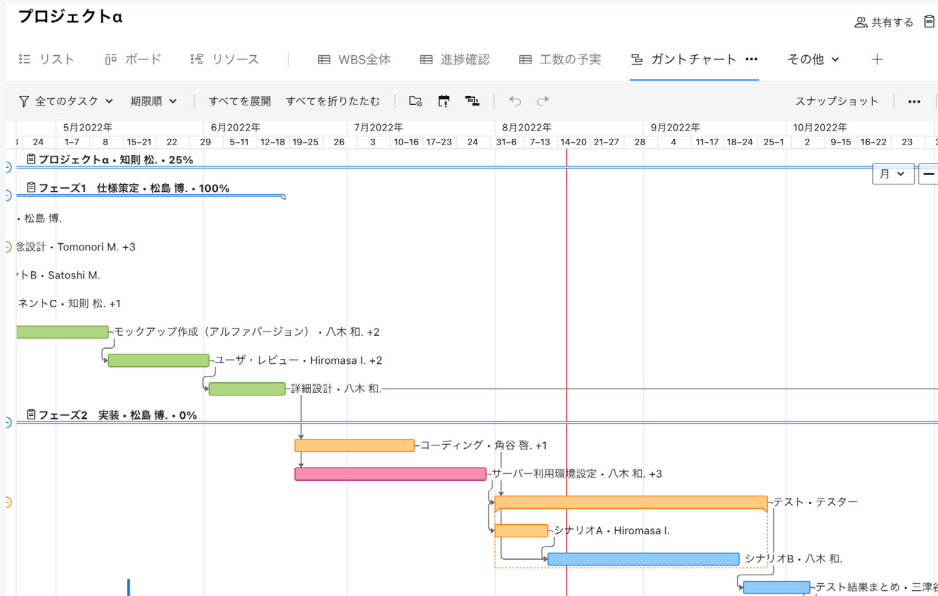 プロジェクトα
共有する
リスト ボード リソース WBS全体 進捗確認 工数の予実 ガントチャート ••• その他 +
全てのタスク 期限順 すべてを展開 すべてを折りたたむ スナップショット •••
5月2022年 6月2022年 7月2022年 8月2022年 9月2022年 10月2022年
24 1-7 8 15-21 22 29 5-11 12-18 19-25 26 3 10-16 17-23 24 31-6 7-13 14-20 21-27 28 4 11-17 18-24 25-1 2 9-15 16-22 23
プロジェクトα・知則 松.・25%
月
フェーズ1 仕様策定・松島 博.・100%
・松島 博.
念設計・Tomonori M. +3
トB・Satoshi M.
ネントC・知則 松. +1
モックアップ作成（アルファバージョン）・八木 和. +2
ユーザ・レビュー・Hiromasa I. +2
詳細設計・八木 和.
フェーズ2 実装・松島 博.・0%
コーディング・角谷 啓. +1
サーバー利用環境設定・八木 和. +3
テスト・テスター
シナリオA・Hiromasa I.
シナリオB・八木 和.
テスト結果まとめ・三津